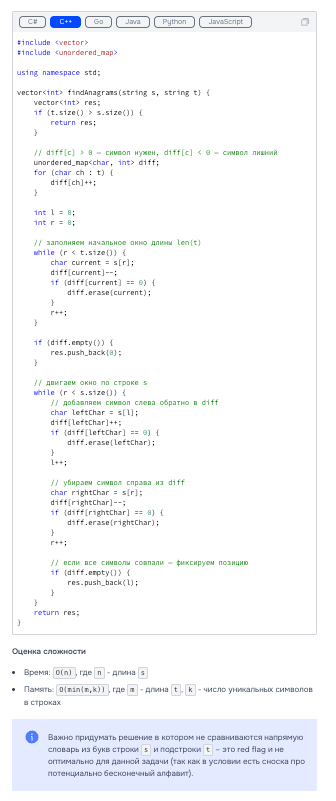 C# C++ Go Java Python JavaScript
#include <vector>
#include <unordered_map>
using namespace std;
vector<int> findAnagrams(string s, string t) {
    vector<int> res;
    if (t.size() > s.size()) {
        return res;
    }
    // diff[c] > 0 — символ нужен, diff[c] < 0 — символ лишний
    unordered_map<char, int> diff;
    for (char ch : t) {
        diff[ch]++;
    }
    int l = 0;
    int r = 0;
    // заполняем начальное окно длины len(t)
    while (r < t.size()) {
        char current = s[r];
        diff[current]--;
        if (diff[current] == 0) {
            diff.erase(current);
        }
        r++;
    }
    if (diff.empty()) {
        res.push_back(0);
    }
    // двигаем окно по строке s
    while (r < s.size()) {
        // добавляем символ слева обратно в diff
        char leftChar = s[l];
        diff[leftChar]++;
        if (diff[leftChar] == 0) {
            diff.erase(leftChar);
        }
        l++;
        // убираем символ справа из diff
        char rightChar = s[r];
        diff[rightChar]--;
        if (diff[rightChar] == 0) {
            diff.erase(rightChar);
        }
        r++;
        // если все символы совпали — фиксируем позицию
        if (diff.empty()) {
            res.push_back(l);
        }
    }
    return res;
}
Оценка сложности
• Время: O(n), где n - длина s
• Память: O(min(m,k)), где m - длина t, k - число уникальных символов
в строках
Важно придумать решение в котором не сравниваются напрямую
словарь из букв строки s и подстроки t – это red flag и не
оптимально для данной задачи (так как в условии есть сноска про
потенциально бесконечный алфавит).